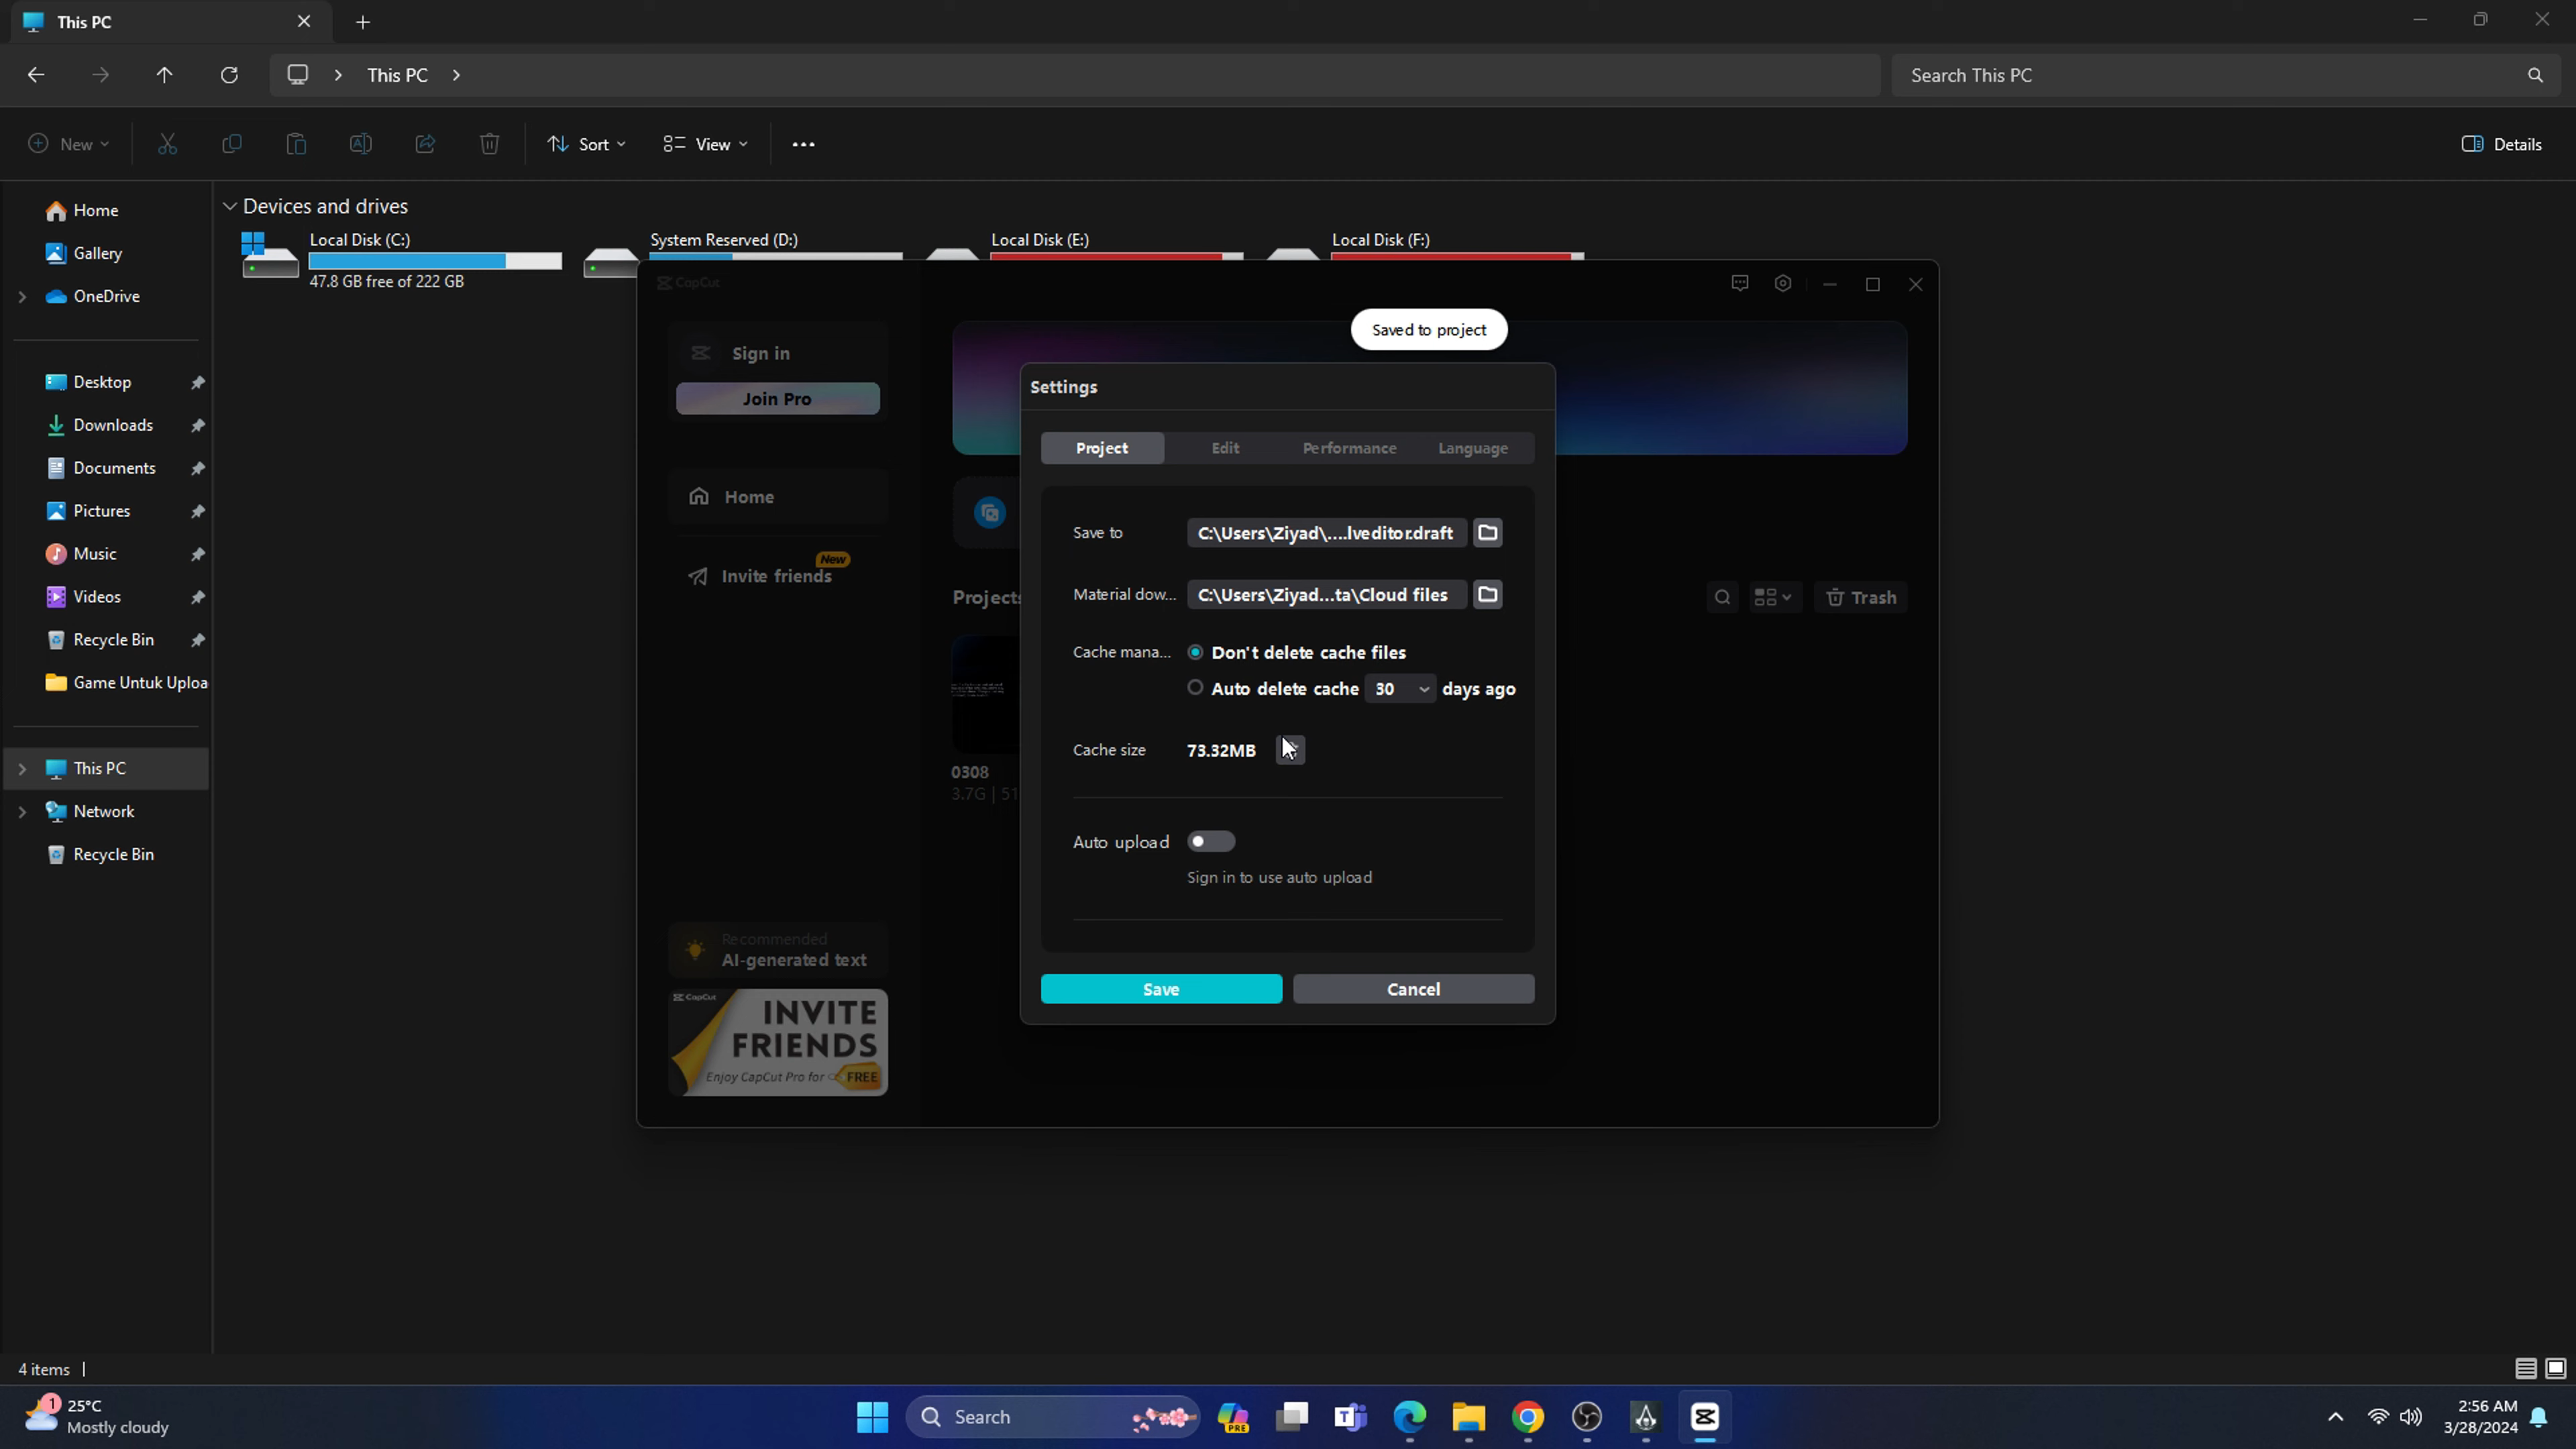 This PC
This PC
Search This PC
New
Sort
View
Details
Home
Gallery
OneDrive
Desktop
Downloads
Documents
Pictures
Music
Videos
Recycle Bin
Game Untuk Uploa
This PC
Network
Recycle Bin
Devices and drives
Local Disk (C:)
47.8 GB free of 222 GB
System Reserved (D:)
Local Disk (E:)
Local Disk (F:)
CapCut
Sign in
Join Pro
Home
New
Invite friends
Recommended
AI-generated text
CapCut
INVITE
FRIENDS
Enjoy CapCut Pro for FREE
Saved to project
Projects
Trash
0308
3.7G | 51
Settings
Project
Edit
Performance
Language
Save to
C:\Users\Ziyad\....lveditor.draft
Material dow...
C:\Users\Ziyad...ta\Cloud files
Cache mana...
Don't delete cache files
Auto delete cache 30 days ago
Cache size
73.32MB
Auto upload
Sign in to use auto upload
Save
Cancel
4 items
1
25°C
Mostly cloudy
Search
PRE
2:56 AM
3/28/2024